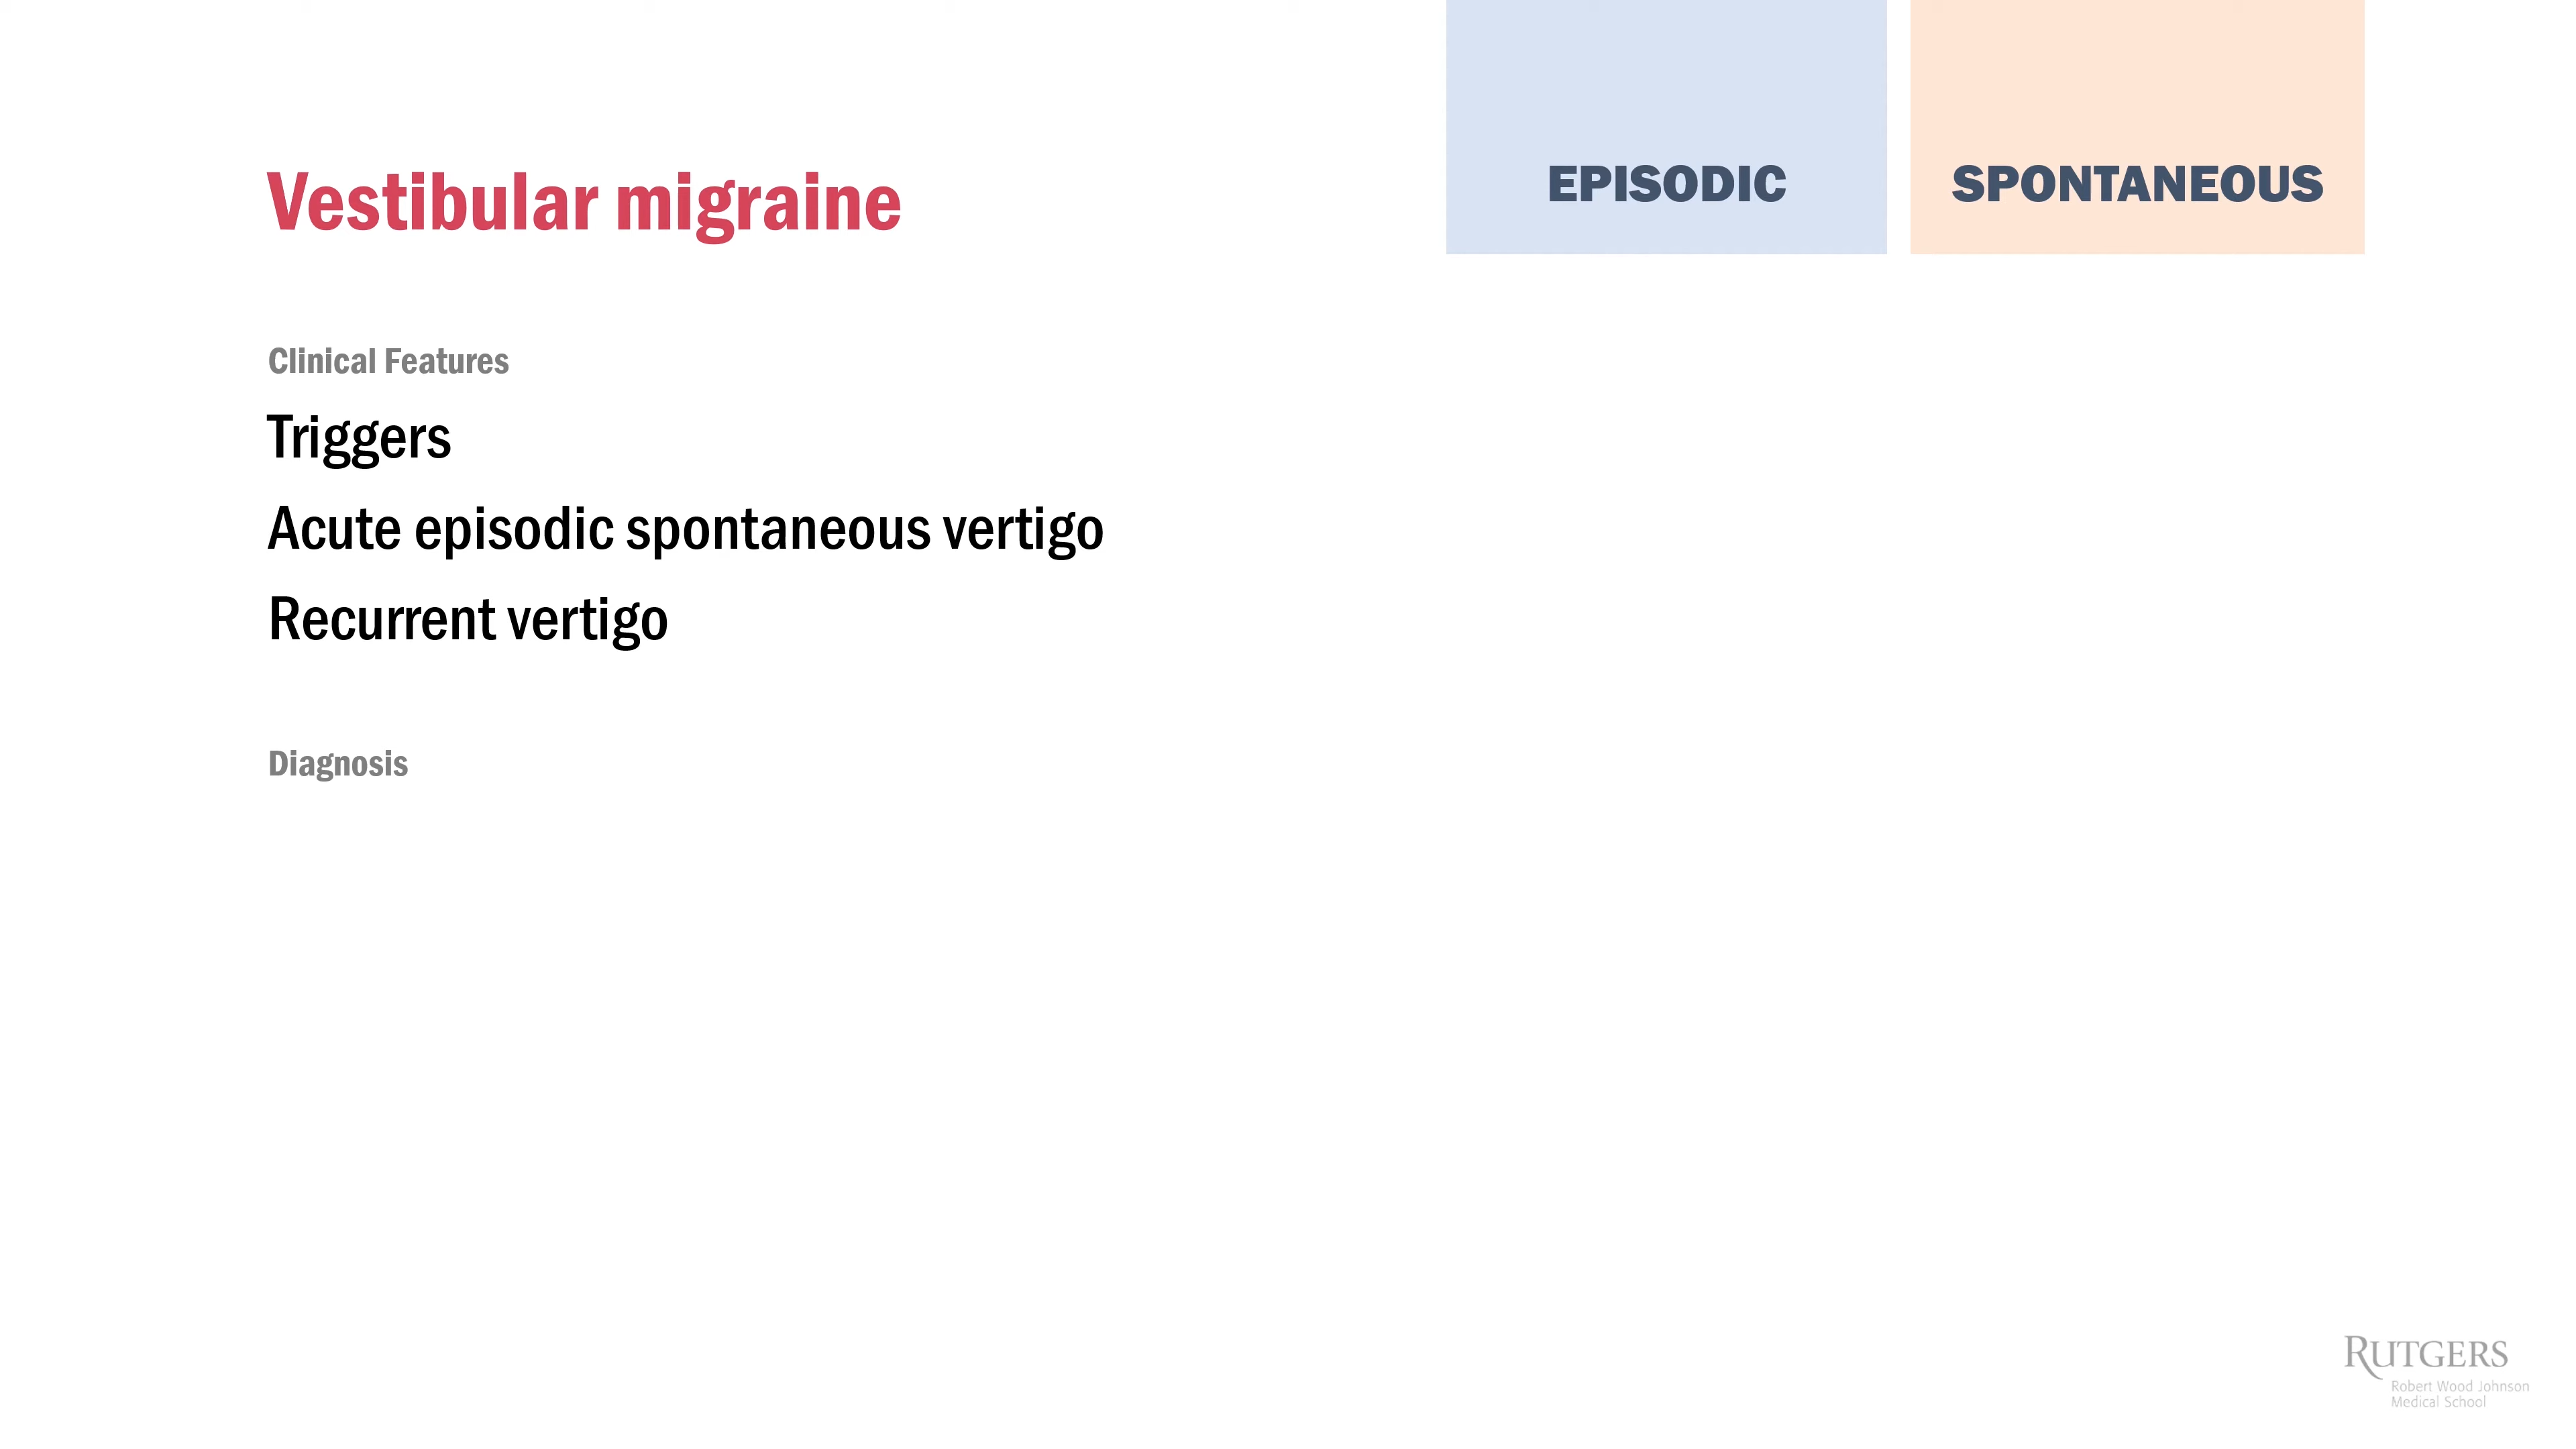 Vestibular migraine
EPISODIC
SPONTANEOUS
Clinical Features
Triggers
Acute episodic spontaneous vertigo
Recurrent vertigo
Diagnosis
RUTGERS
Robert Wood Johnson
Medical School